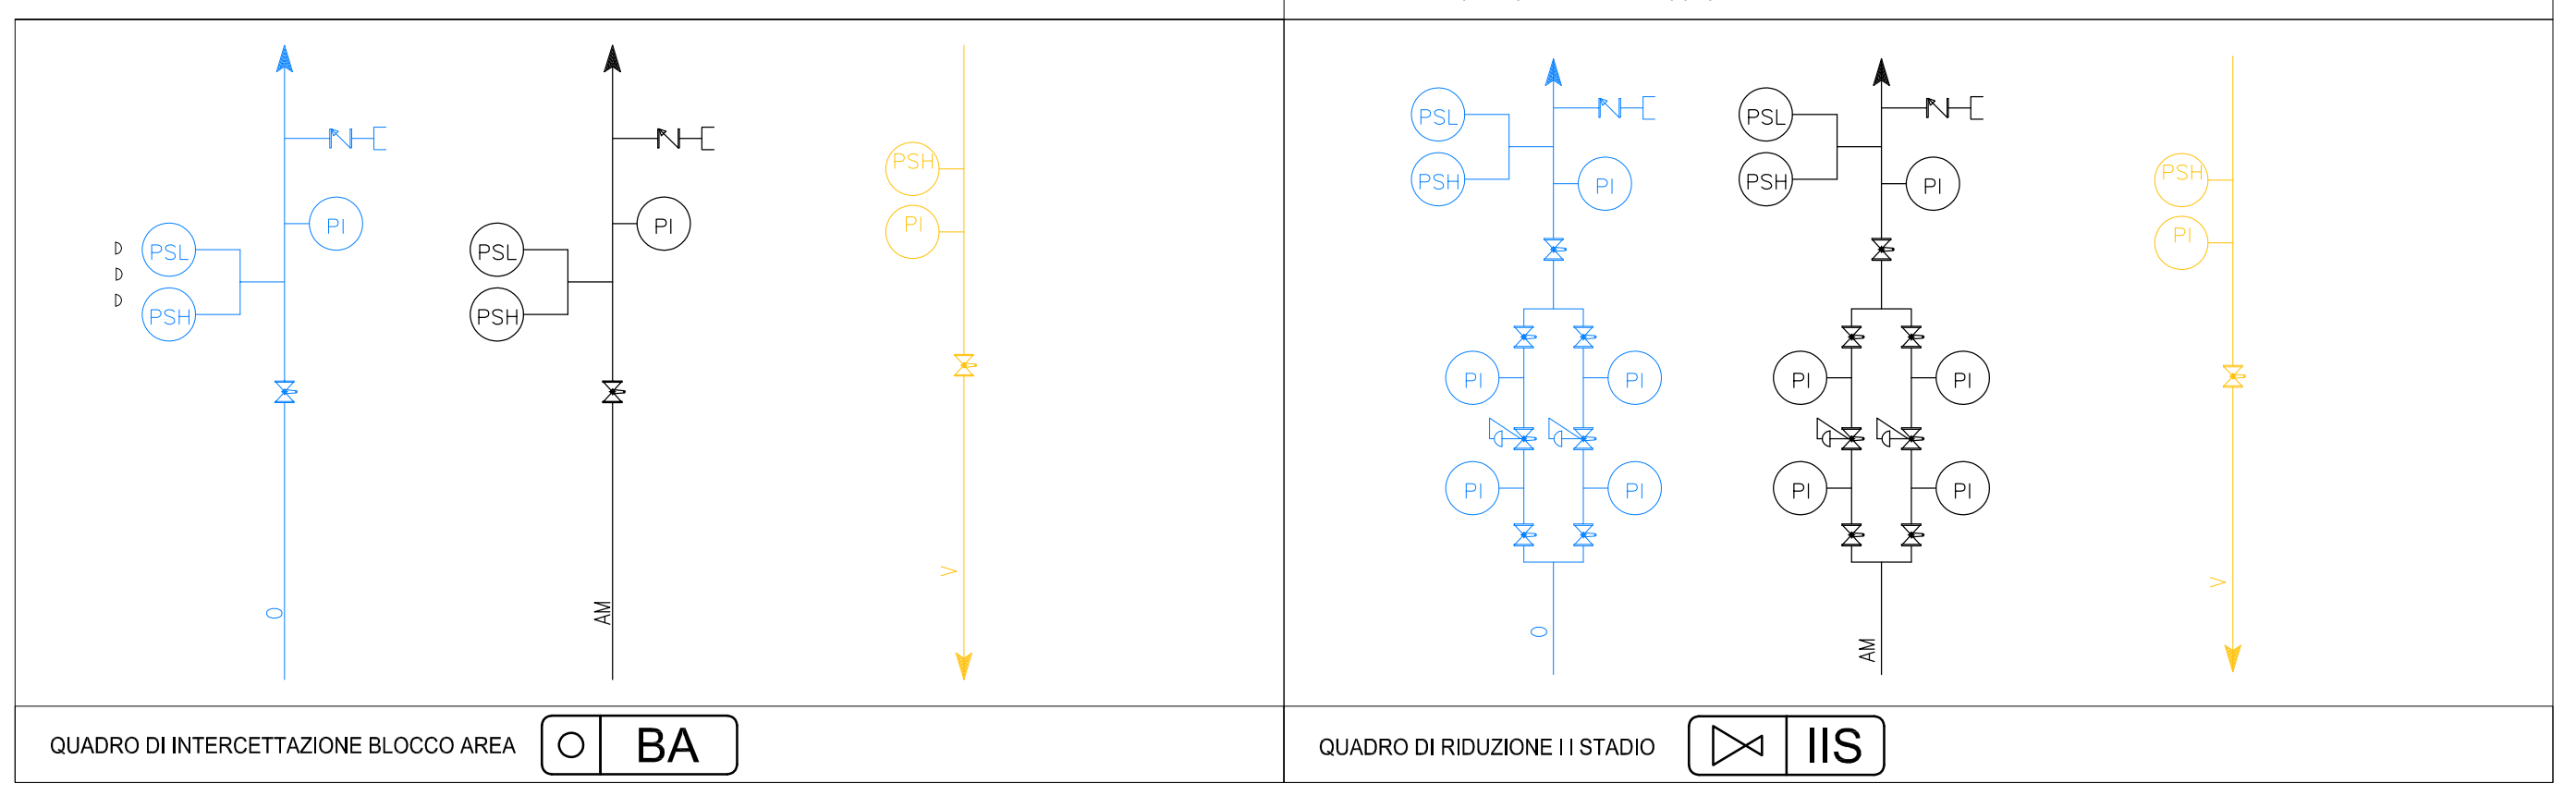 PSL
PSH
PI
D
D
D
O
PSL
PSH
PI
AM
PSH
PI
V
QUADRO DI INTERCETTAZIONE BLOCCO AREA
BA
PSL
PSH
PI
PI
PI
PI
PI
O
PSL
PSH
PI
PI
PI
PI
PI
AM
PSH
PI
V
QUADRO DI RIDUZIONE I I STADIO
IIS